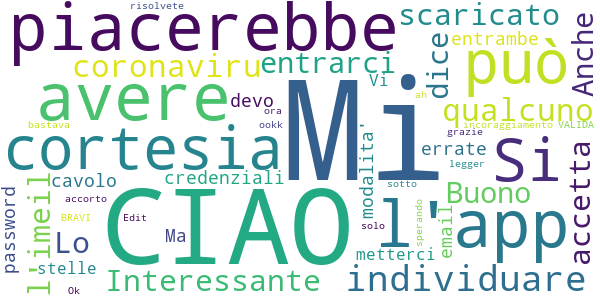 risolvete
piacerebbe
scaricato
entrambe
Anche
coronaviru
entrarci
dice
può
avere
devo
Vi
ah
qualcuno
Mi
ora
bastava
ookk
modalita'
grazie
incoraggiamento
VALIDA
cortesia
errate
Si
accetta
legger
l'imeil
cavolo
credenziali
sotto
CIAO
password
accorto
l'
app
Buono
email
sperando
BRAVI
Edit
solo
Lo
Ma
metterci
stelle
Interessante
individuare
Ok